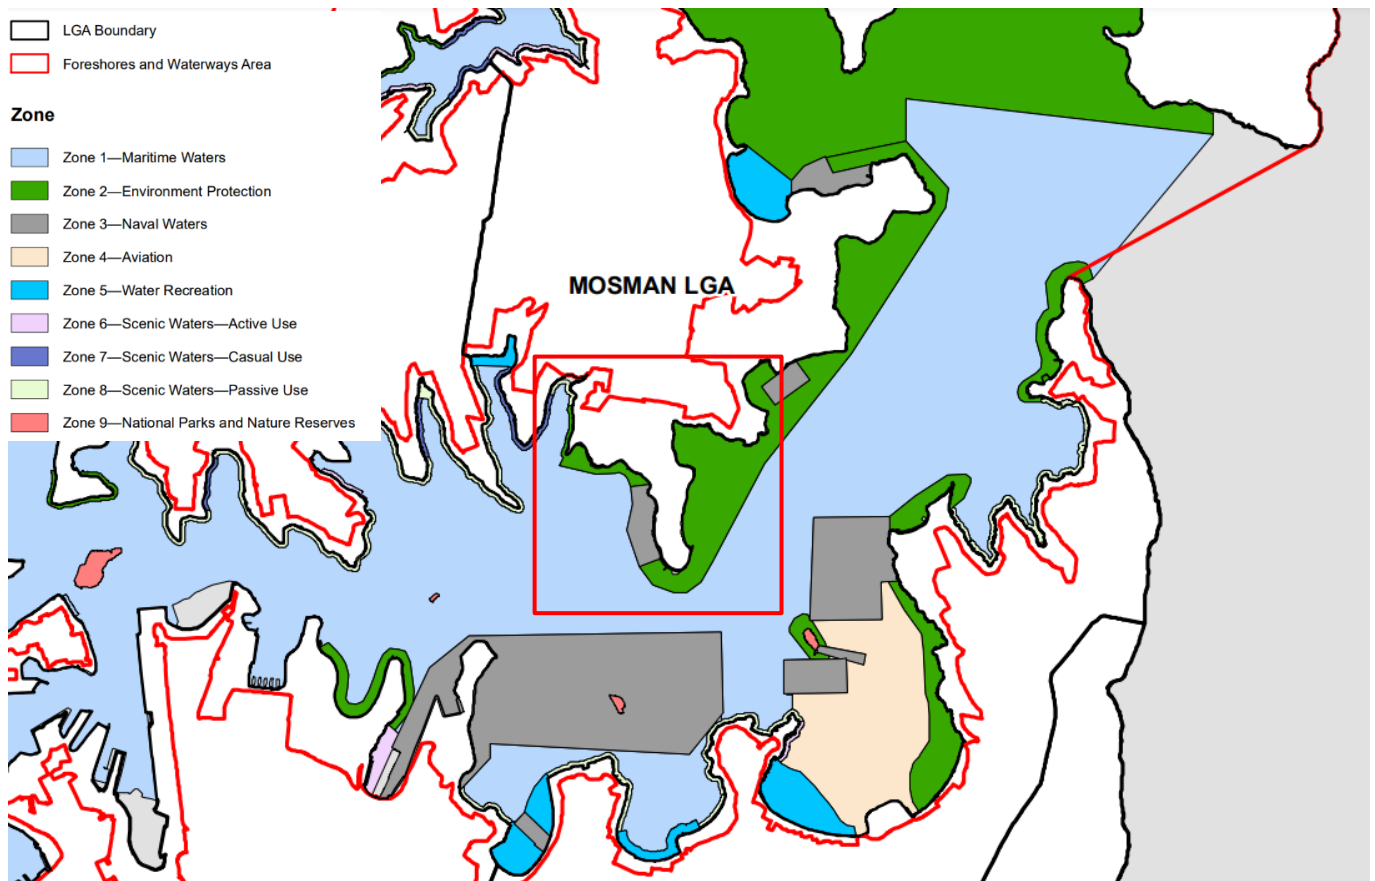 LGA Boundary
Foreshores and Waterways Area
Zone
Zone 1—Maritime Waters
Zone 2—Environment Protection
Zone 3—Naval Waters
Zone 4—Aviation
Zone 5—Water Recreation
Zone 6—Scenic Waters—Active Use
Zone 7—Scenic Waters—Casual Use
Zone 8—Scenic Waters—Passive Use
Zone 9—National Parks and Nature Reserves
MOSMAN LGA